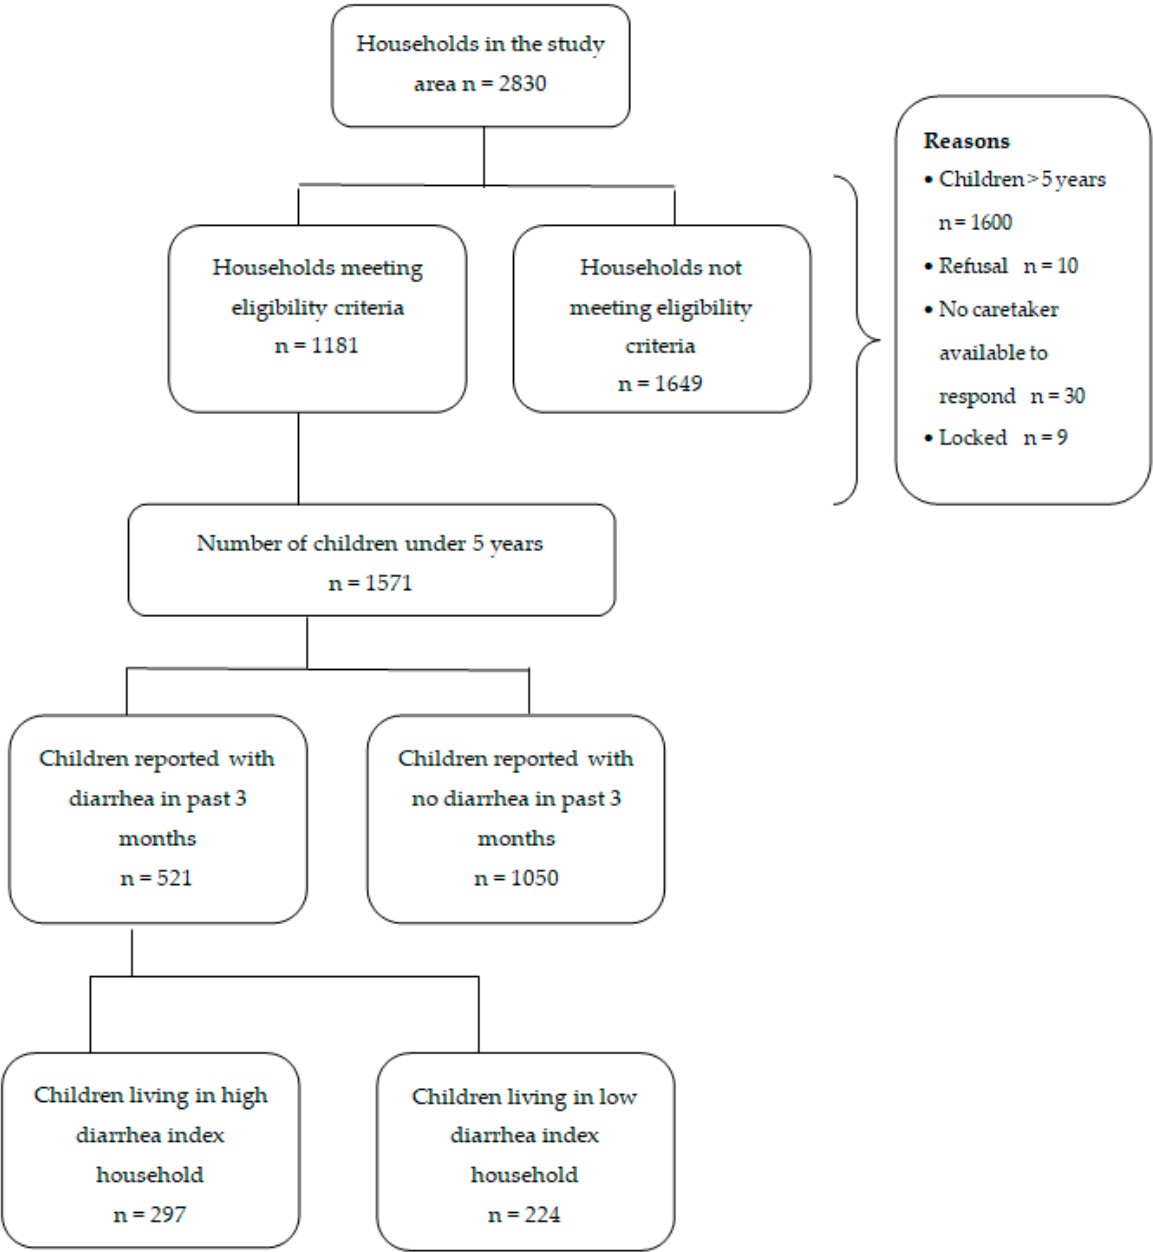 Households in the study
area n = 2830
Reasons
• Children > 5 years
n = 1600
• Refusal n = 10
• No caretaker
available to
respond n = 30
• Locked n = 9
Households meeting
eligibility criteria
n = 1181
Households not
meeting eligibility
criteria
n = 1649
Number of children under 5 years
n = 1571
Children reported with
diarrhea in past 3
months
n = 521
Children reported with
no diarrhea in past 3
months
n = 1050
Children living in high
diarrhea index
household
n = 297
Children living in low
diarrhea index
household
n = 224